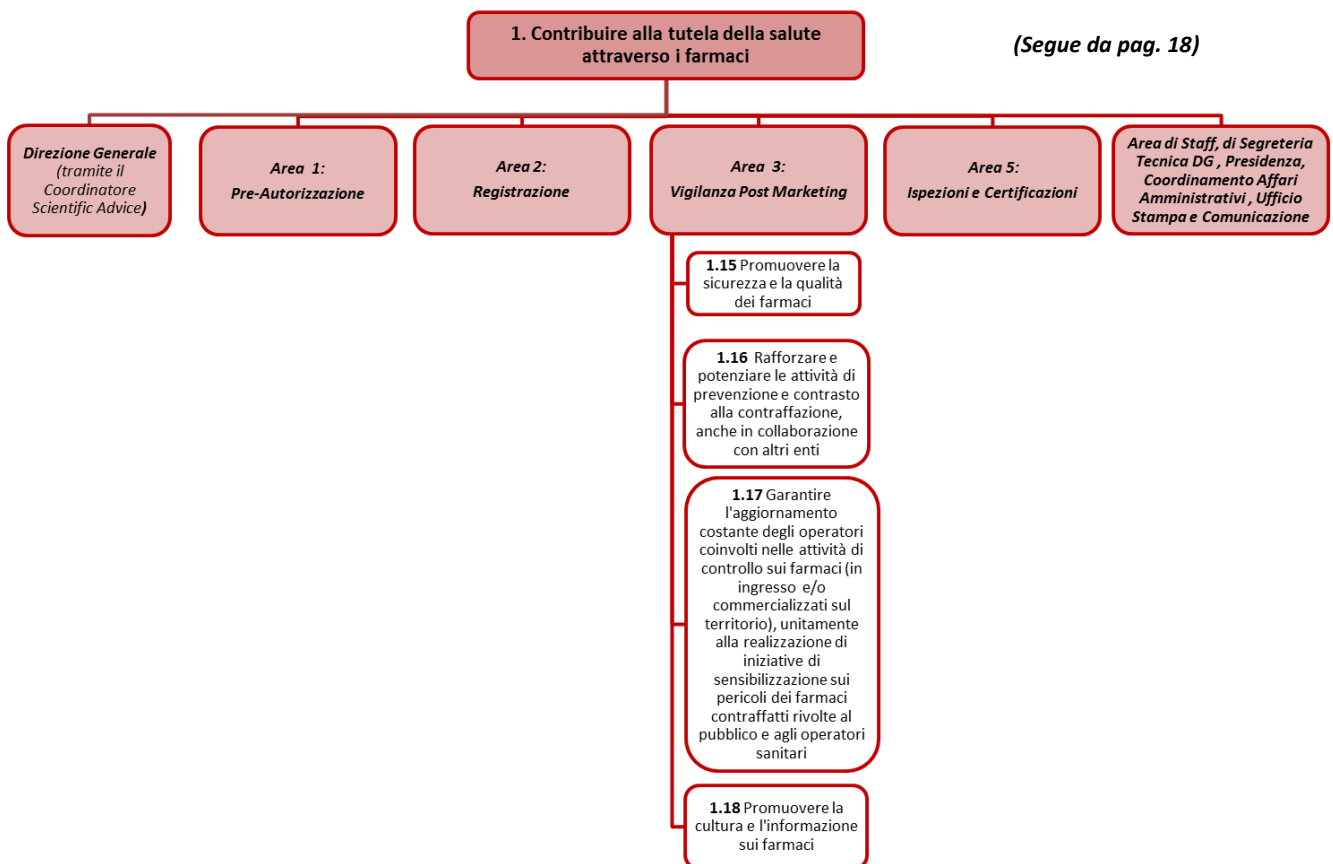 1. Contribuire alla tutela della salute
attraverso i farmaci
(Segue da pag. 18)
Direzione Generale
(tramite il
Coordinatore
Scientific Advice)
Area 1:
Pre-Autorizzazione
Area 2:
Registrazione
Area 3:
Vigilanza Post Marketing
Area 5:
Ispezioni e Certificazioni
Area di Staff, di Segreteria
Tecnica DG , Presidenza,
Coordinamento Affari
Amministrativi , Ufficio
Stampa e Comunicazione
1.15 Promuovere la
sicurezza e la qualità
dei farmaci
1.16 Rafforzare e
potenziare le attività di
prevenzione e contrasto
alla contraffazione,
anche in collaborazione
con altri enti
1.17 Garantire
l'aggiornamento
costante degli operatori
coinvolti nelle attività di
controllo sui farmaci (in
ingresso e/o
commercializzati sul
territorio), unitamente
alla realizzazione di
iniziative di
sensibilizzazione sui
pericoli dei farmaci
contraffatti rivolte al
pubblico e agli operatori
sanitari
1.18 Promuovere la
cultura e l'informazione
sui farmaci